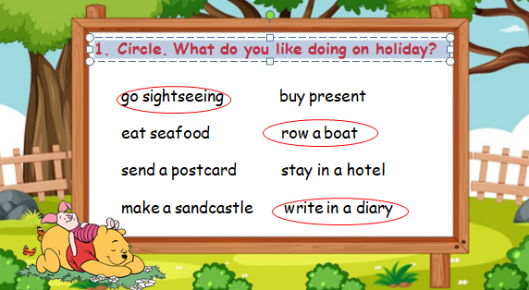 1. Circle. What do you like doing on holiday?
go sightseeing buy present
eat seafood row a boat
send a postcard stay in a hotel
make a sandcastle write in a diary